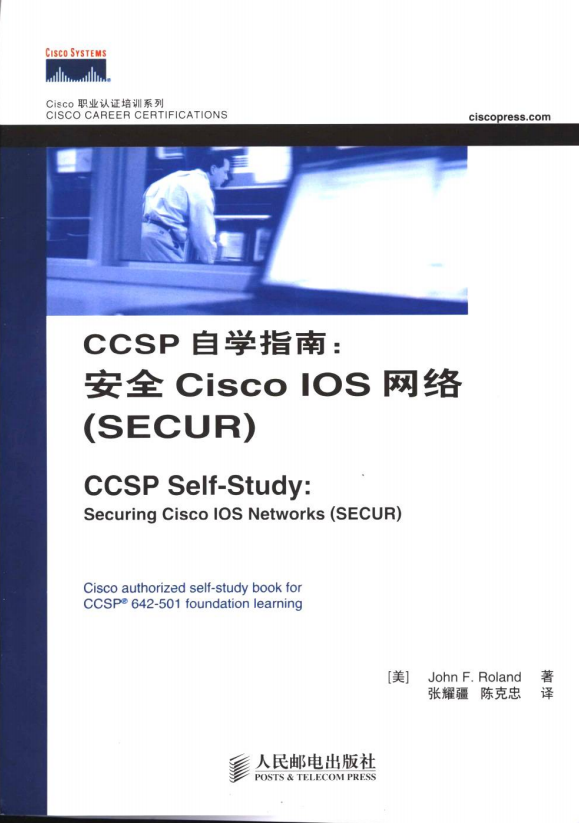 CISCO SYSTEMS
Cisco 职业认证培训系列
CISCO CAREER CERTIFICATIONS
ciscopress.com
CCSP 自学指南：
安全 Cisco IOS 网络
(SECUR)
CCSP Self-Study:
Securing Cisco IOS Networks (SECUR)
Cisco authorized self-study book for
CCSP® 642-501 foundation learning
[美] John F. Roland 著
张耀疆 陈克忠 译
人民邮电出版社
POSTS & TELECOM PRESS